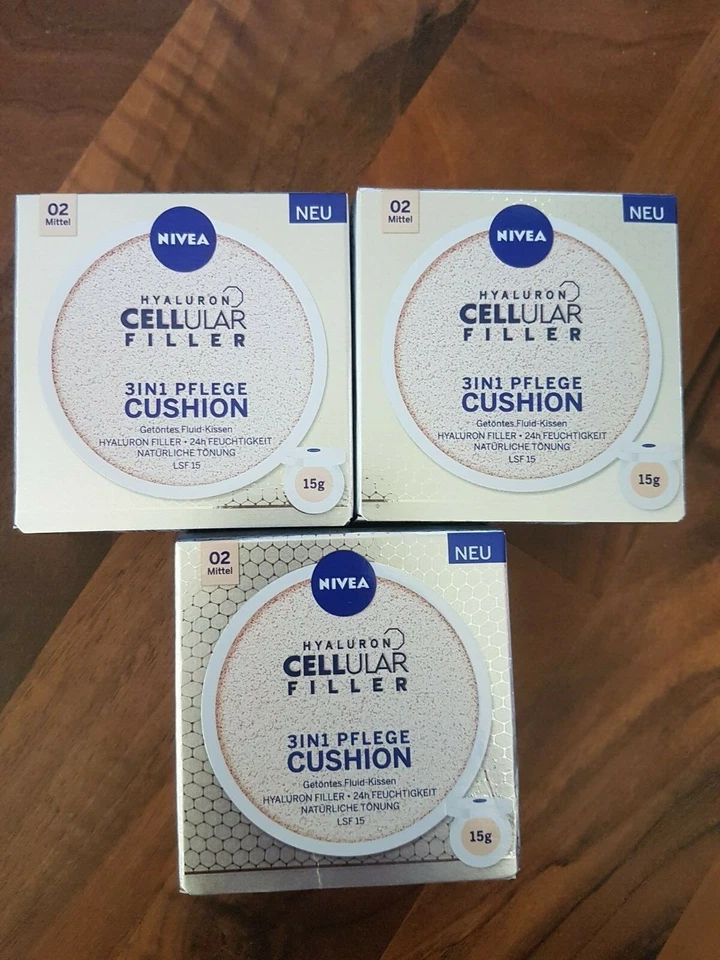 02
Mittel
NEU
NIVEA
HYALURON
CELLULAR
FILLER
3IN1 PFLEGE
CUSHION
Getöntes Fluid-Kissen
HYALURON FILLER • 24h FEUCHTIGKEIT
NATÜRLICHE TÖNUNG
LSF 15
15g
02
Mittel
NEU
NIVEA
HYALURON
CELLULAR
FILLER
3IN1 PFLEGE
CUSHION
Getöntes Fluid-Kissen
HYALURON FILLER • 24h FEUCHTIGKEIT
NATÜRLICHE TÖNUNG
LSF 15
15g
02
Mittel
NEU
NIVEA
HYALURON
CELLULAR
FILLER
3IN1 PFLEGE
CUSHION
Getöntes Fluid-Kissen
HYALURON FILLER • 24h FEUCHTIGKEIT
NATÜRLICHE TÖNUNG
LSF 15
15g